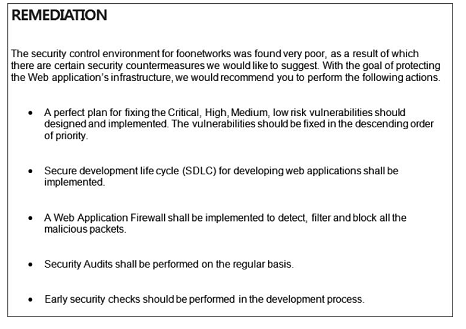 REMEDIATION
The security control environment for foonetworks was found very poor, as a result of which
there are certain security countermeasures we would like to suggest. With the goal of protecting
the Web application's infrastructure, we would recommend you to perform the following actions.
• A perfect plan for fixing the Critical, High, Medium, low risk vulnerabilities should
designed and implemented. The vulnerabilities should be fixed in the descending order
of priority.
• Secure development life cycle (SDLC) for developing web applications shall be
implemented.
• A Web Application Firewall shall be implemented to detect, filter and block all the
malicious packets.
• Security Audits shall be performed on the regular basis.
• Early security checks should be performed in the development process.